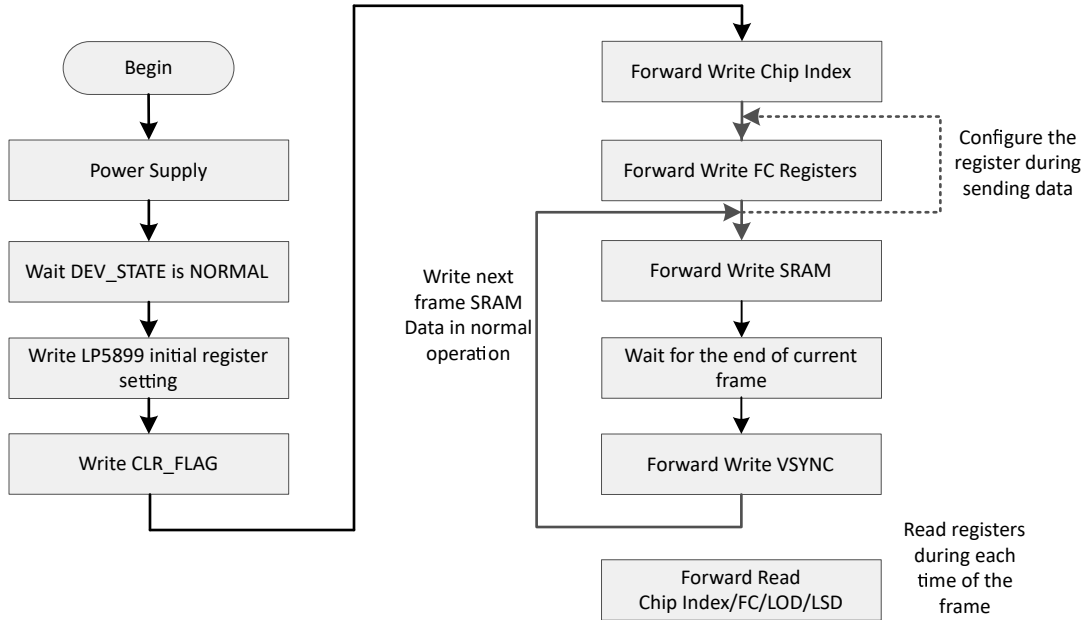 Begin
Power Supply
Wait DEV_STATE is NORMAL
Write LP5899 initial register
setting
Write CLR_FLAG
Forward Write Chip Index
Configure the
register during
sending data
Forward Write FC Registers
Write next
frame SRAM
Data in normal
operation
Forward Write SRAM
Wait for the end of current
frame
Forward Write VSYNC
Read registers
during each
time of the
frame
Forward Read
Chip Index/FC/LOD/LSD